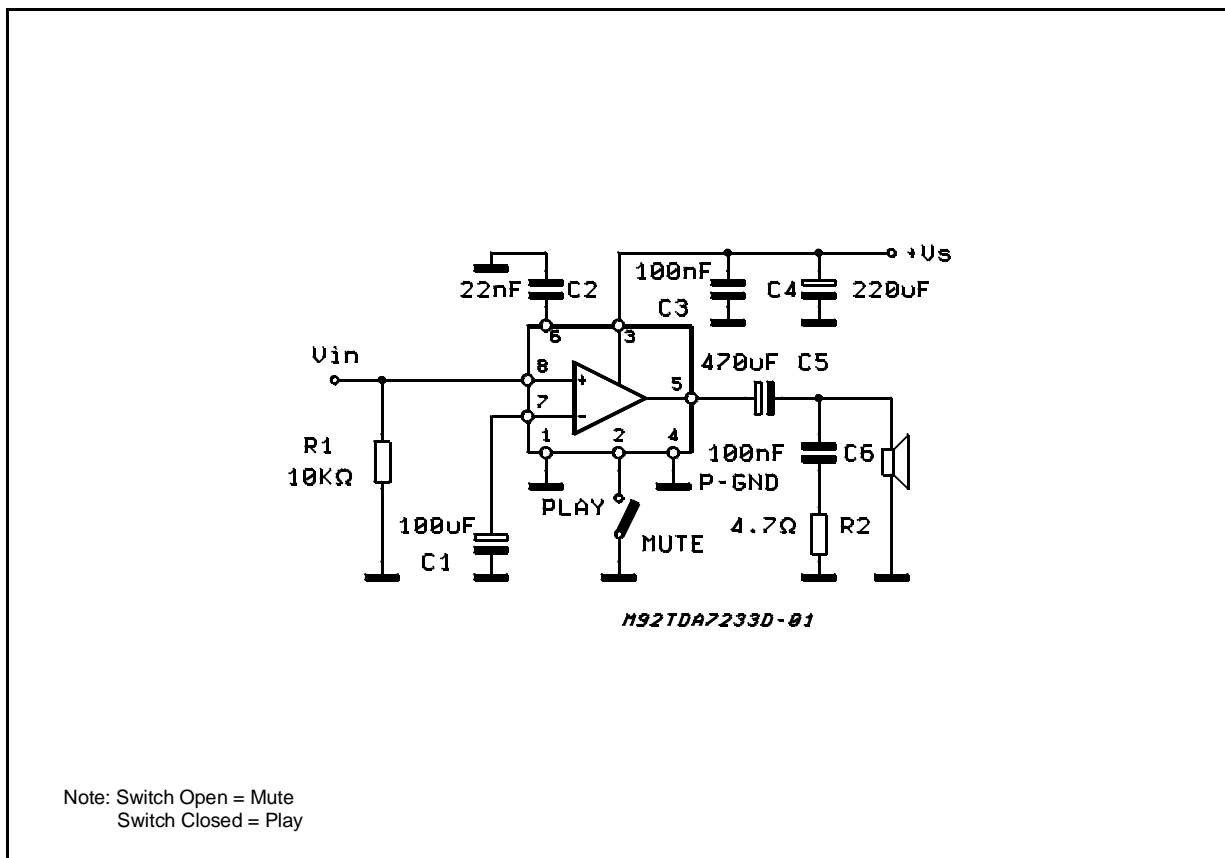 +Vs
100nF
C4
220uF
22nF
C2
C3
6
3
Vin
470uF C5
8
+
5
7
-
1
2
4
R1
10KΩ
100nF
C6
P-GND
PLAY
100uF
MUTE
4.7Ω
R2
C1
M92TDA7233D-01
Note: Switch Open = Mute
Switch Closed = Play